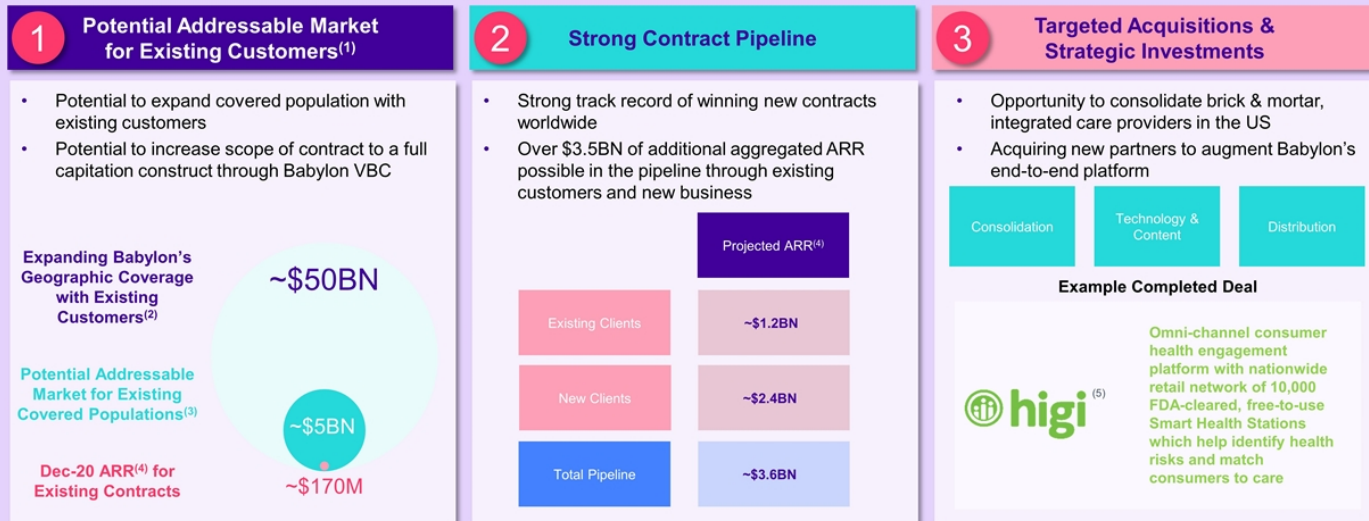 1
Potential Addressable Market
for Existing Customers(1)
• Potential to expand covered population with
existing customers
• Potential to increase scope of contract to a full
capitation construct through Babylon VBC
Expanding Babylon's
Geographic Coverage
with Existing
Customers(2)
~$50BN
Potential Addressable
Market for Existing
Covered Populations(3)
~$5BN
Dec-20 ARR(4) for
Existing Contracts
~$170M
2
Strong Contract Pipeline
• Strong track record of winning new contracts
worldwide
• Over $3.5BN of additional aggregated ARR
possible in the pipeline through existing
customers and new business
Projected ARR(4)
Existing Clients
~$1.2BN
New Clients
~$2.4BN
Total Pipeline
~$3.6BN
3
Targeted Acquisitions &
Strategic Investments
• Opportunity to consolidate brick & mortar,
integrated care providers in the US
• Acquiring new partners to augment Babylon's
end-to-end platform
Consolidation
Technology &
Content
Distribution
Example Completed Deal
higi (5)
Omni-channel consumer
health engagement
platform with nationwide
retail network of 10,000
FDA-cleared, free-to-use
Smart Health Stations
which help identify health
risks and match
consumers to care